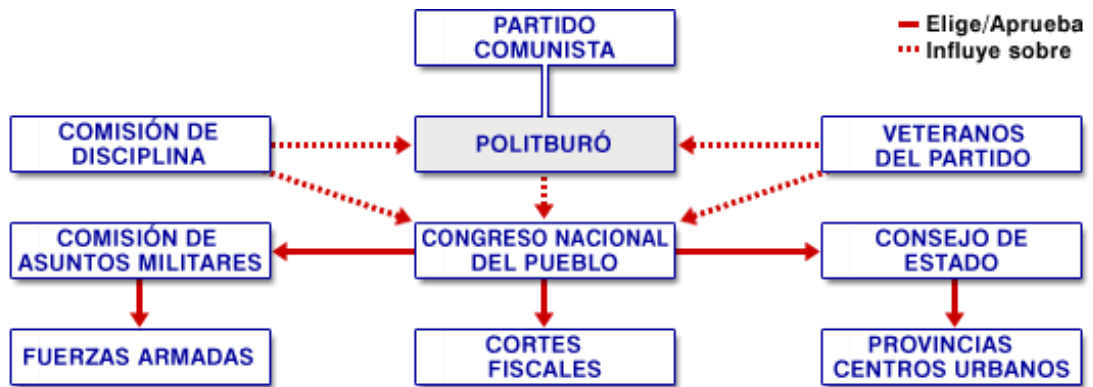 PARTIDO
COMUNISTA
Elige/Aprueba
Influye sobre
COMISIÓN DE
DISCIPLINA
POLITBURÓ
VETERANOS
DEL PARTIDO
COMISIÓN DE
ASUNTOS MILITARES
CONGRESO NACIONAL
DEL PUEBLO
CONSEJO DE
ESTADO
FUERZAS ARMADAS
CORTES
FISCALES
PROVINCIAS
CENTROS URBANOS